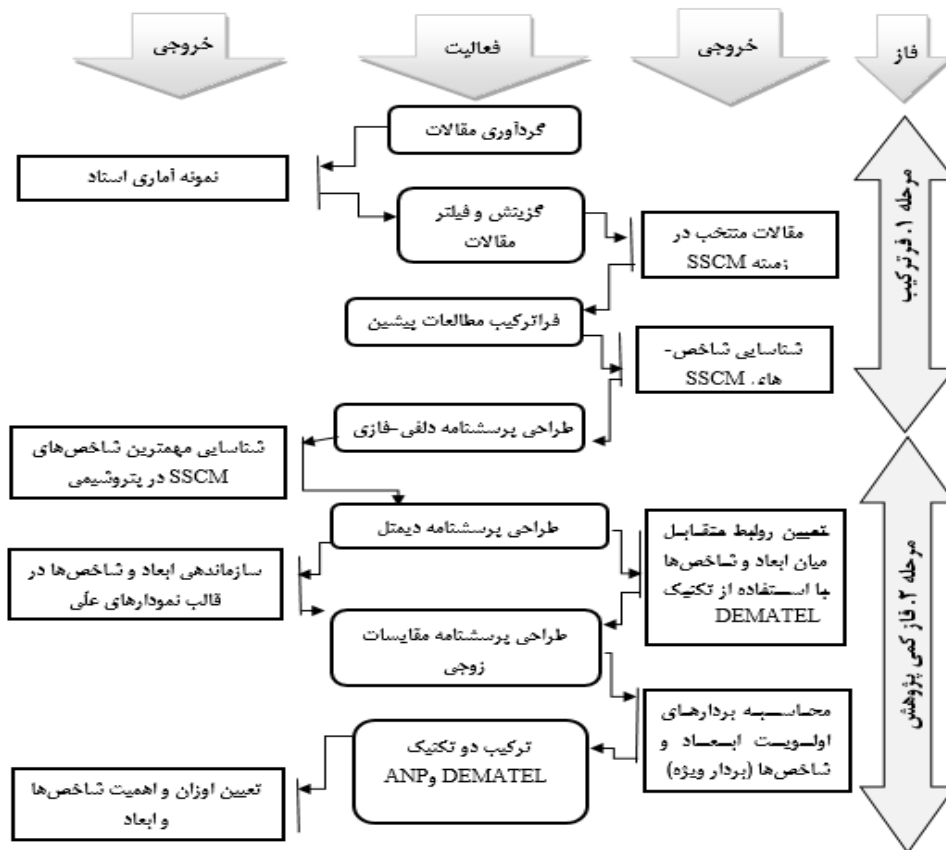 فاز
خروجی
فعالیت
خروجی
مرحله ۱. فرترکیب
گردآوری مقالات
نمونه آماری اسناد
گزینش و فیلتر
مقالات
مقالات منتخب در
زمینه SSCM
فراترکیب مطالعات پیشین
شناسایی شاخص-
های SSCM
طراحی پرسشنامه دلفی-فازی
شناسایی مهمترین شاخص‌های
SSCM در پتروشیمی
مرحله ۲. فاز کمی پژوهش
طراحی پرسشنامه دیمتل
تعیین روابط متقابل
میان ابعاد و شاخص‌ها
با استفاده از تکنیک
DEMATEL
سازماندهی ابعاد و شاخص‌ها در
قالب نمودارهای علّی
طراحی پرسشنامه مقایسات
زوجی
محاسبه بردارهای
اولویت ابعاد و
شاخص‌ها (بردار ویژه)
ترکیب دو تکنیک
DEMATEL وANP
تعیین اوزان و اهمیت شاخص‌ها
و ابعاد